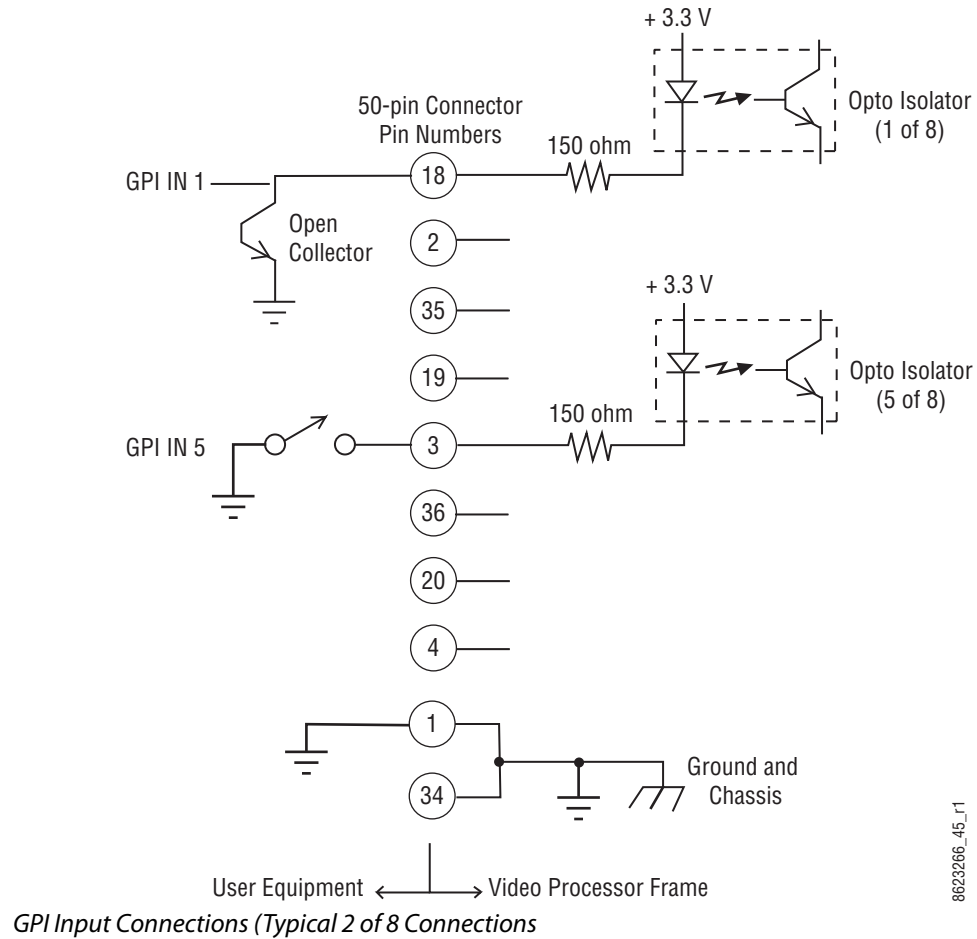 + 3.3 V
50-pin Connector
Pin Numbers
Opto Isolator
(1 of 8)
150 ohm
GPI IN 1
18
Open
Collector
2
35
+ 3.3 V
19
Opto Isolator
(5 of 8)
150 ohm
GPI IN 5
3
36
20
4
1
Ground and
Chassis
34
User Equipment
Video Processor Frame
8623266_45_r1
GPI Input Connections (Typical 2 of 8 Connections